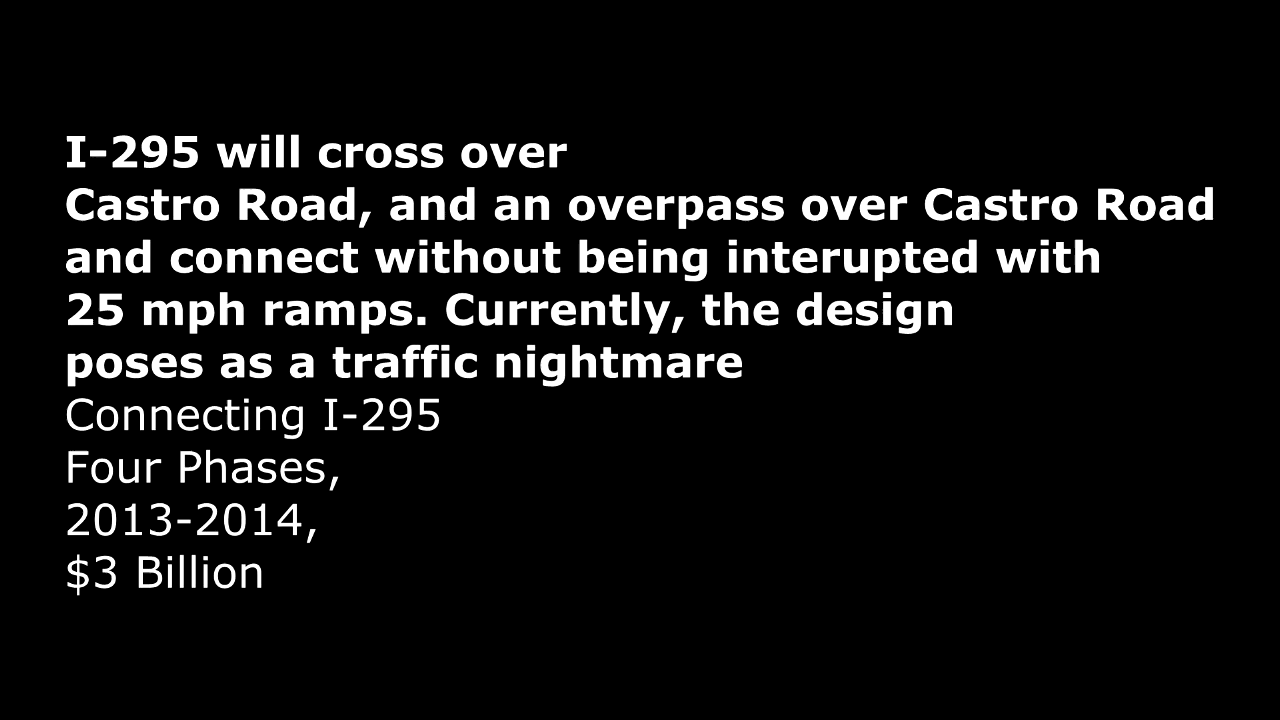 I-295 will cross over
Castro Road, and an overpass over Castro Road
and connect without being interupted with
25 mph ramps. Currently, the design
poses as a traffic nightmare
Connecting I-295
Four Phases,
2013-2014,
$3 Billion